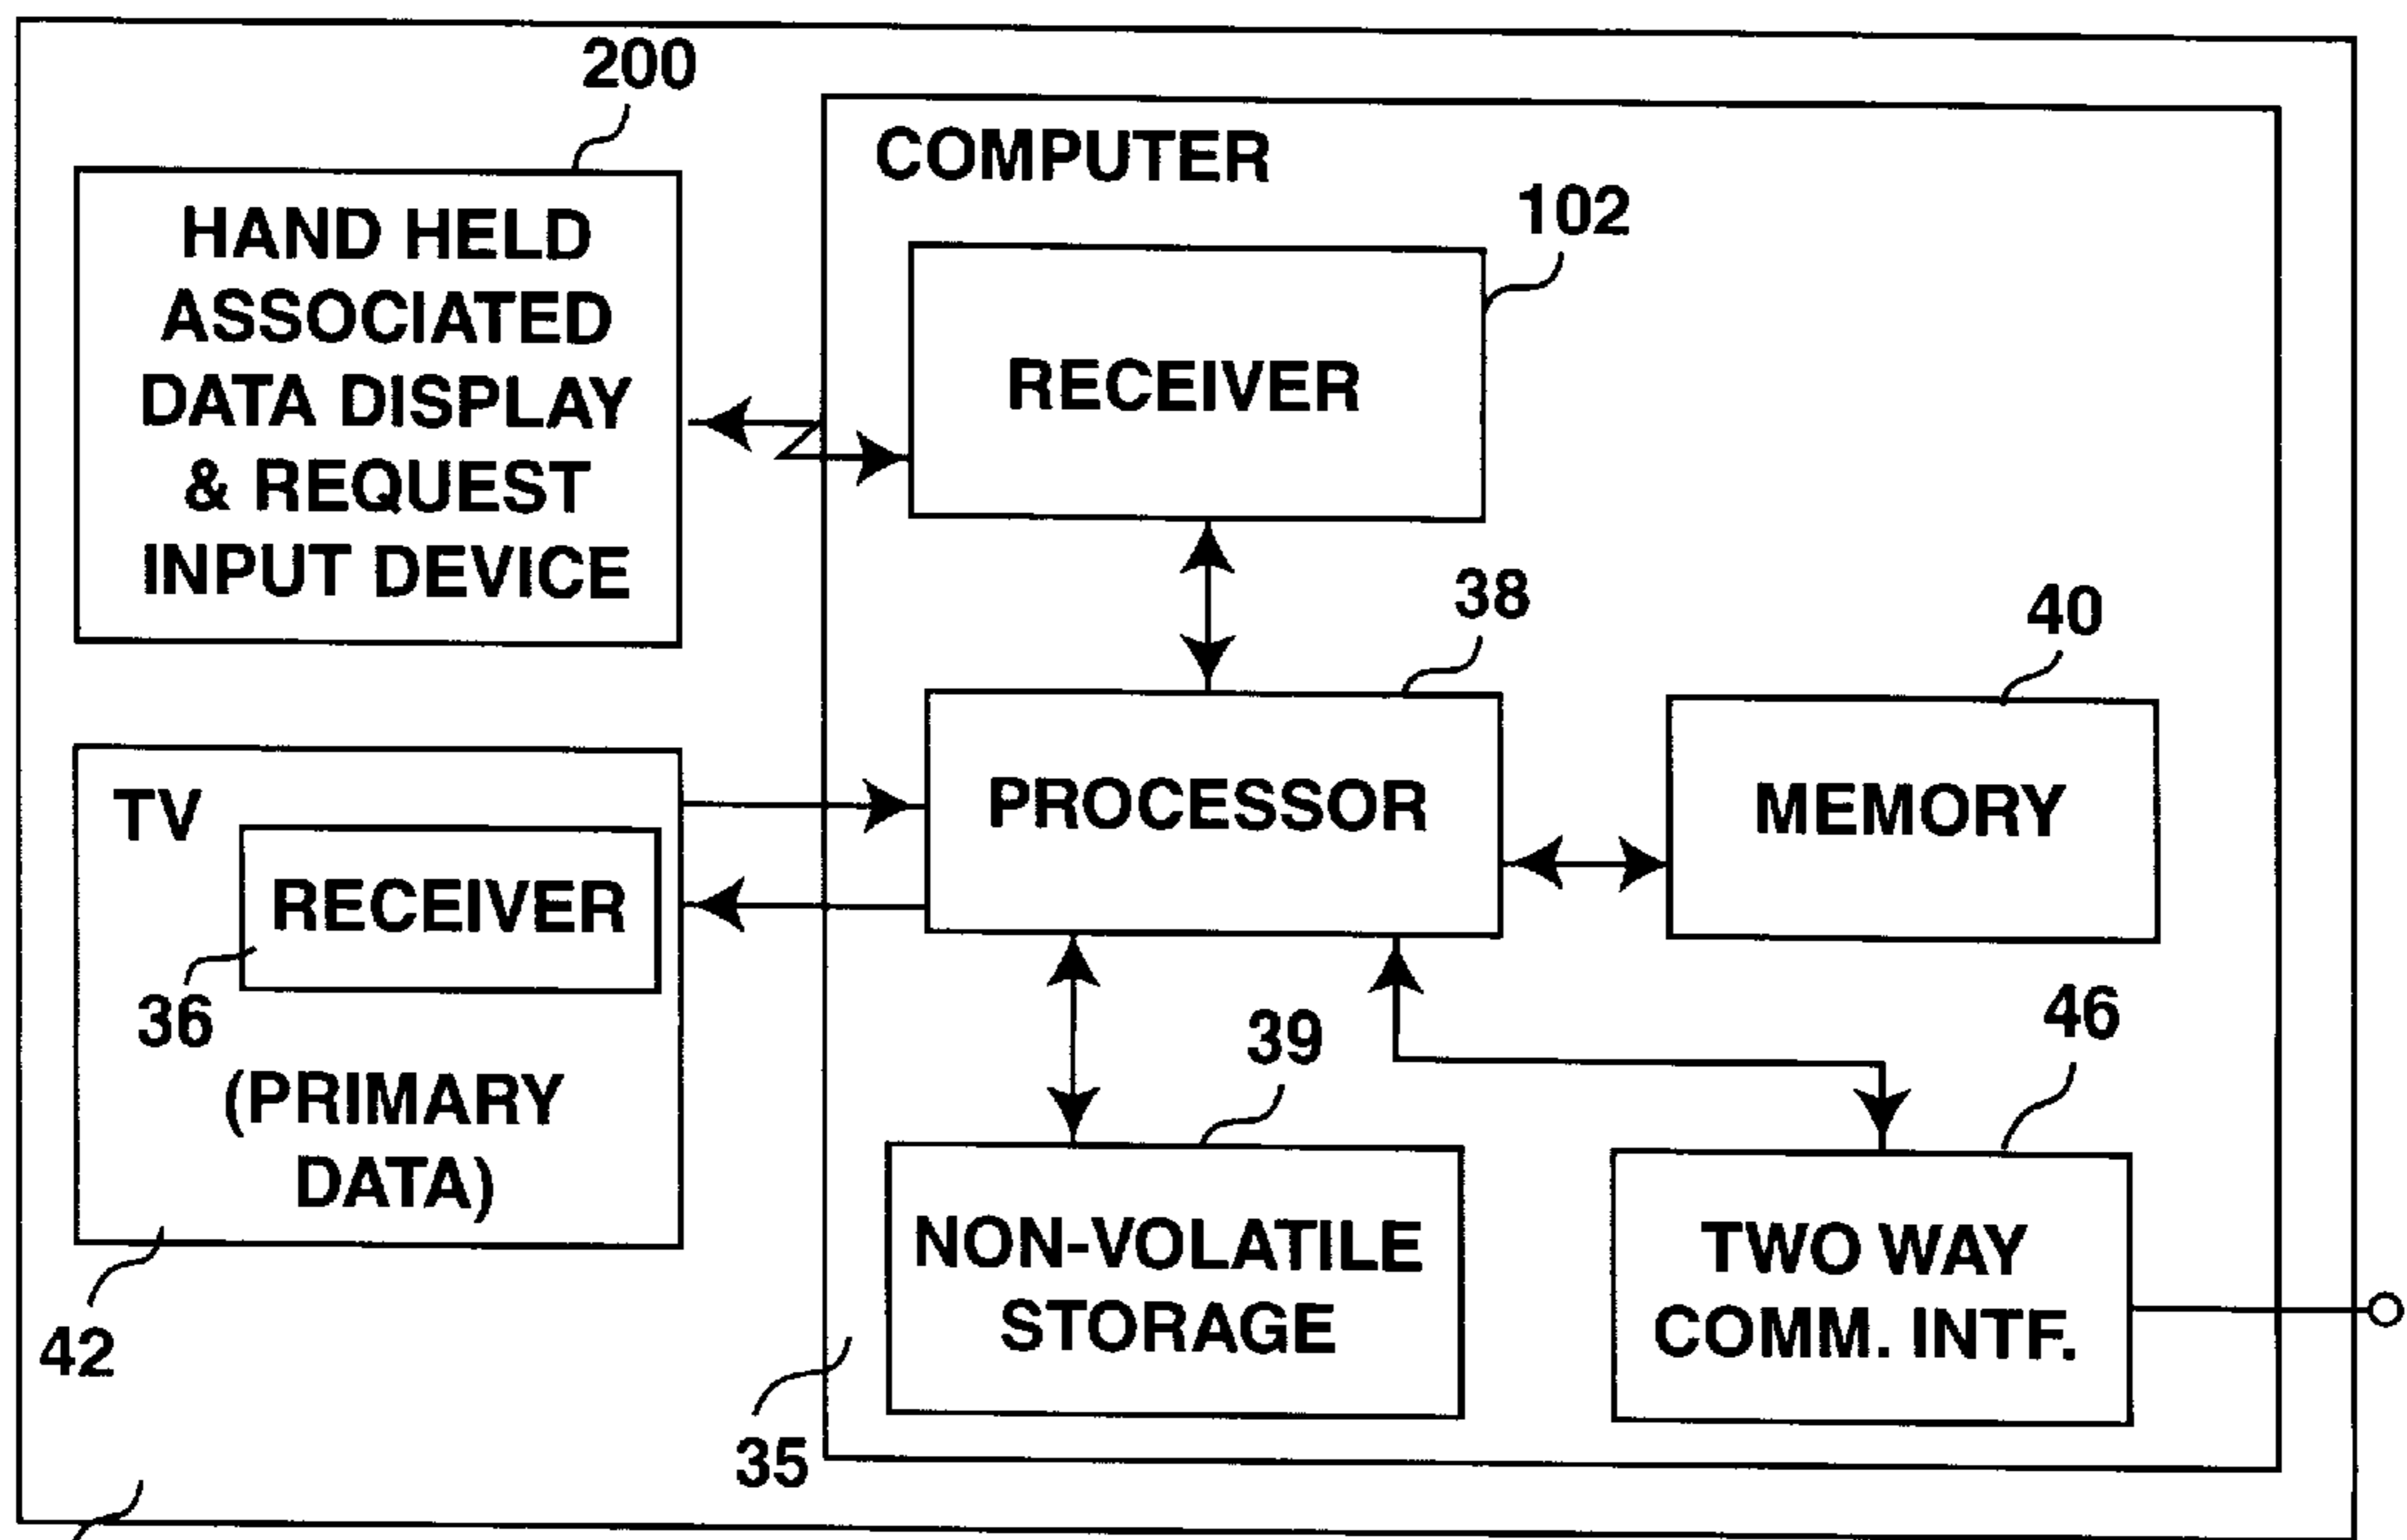 200
COMPUTER
HAND HELD
ASSOCIATED
DATA DISPLAY
& REQUEST
INPUT DEVICE
102
RECEIVER
38
40
PROCESSOR
MEMORY
TV
RECEIVER
36
(PRIMARY
DATA)
42
39
46
NON-VOLATILE
STORAGE
TWO WAY
COMM. INTF.
35